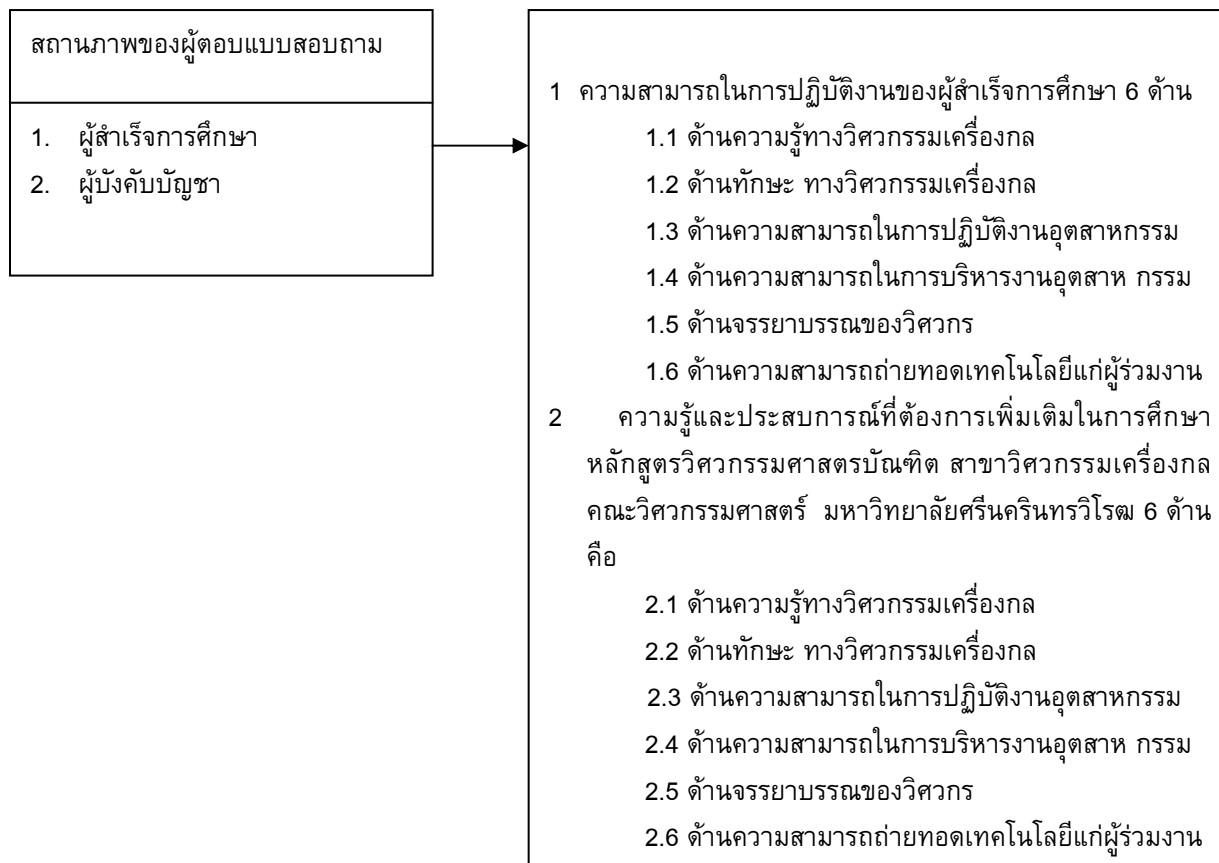 สถานภาพของผู้ตอบแบบสอบถาม
1. ผู้สำเร็จการศึกษา
2. ผู้บังคับบัญชา
1 ความสามารถในการปฏิบัติงานของผู้สำเร็จการศึกษา 6 ด้าน
1.1 ด้านความรู้ทางวิศวกรรมเครื่องกล
1.2 ด้านทักษะ ทางวิศวกรรมเครื่องกล
1.3 ด้านความสามารถในการปฏิบัติงานอุตสาหกรรม
1.4 ด้านความสามารถในการบริหารงานอุตสาห กรรม
1.5 ด้านจรรยาบรรณของวิศวกร
1.6 ด้านความสามารถถ่ายทอดเทคโนโลยีแก่ผู้ร่วมงาน
2 ความรู้และประสบการณ์ที่ต้องการเพิ่มเติมในการศึกษา
หลักสูตรวิศวกรรมศาสตรบัณฑิต สาขาวิศวกรรมเครื่องกล
คณะวิศวกรรมศาสตร์ มหาวิทยาลัยศรีนครินทรวิโรฒ 6 ด้าน
คือ
2.1 ด้านความรู้ทางวิศวกรรมเครื่องกล
2.2 ด้านทักษะ ทางวิศวกรรมเครื่องกล
2.3 ด้านความสามารถในการปฏิบัติงานอุตสาหกรรม
2.4 ด้านความสามารถในการบริหารงานอุตสาห กรรม
2.5 ด้านจรรยาบรรณของวิศวกร
2.6 ด้านความสามารถถ่ายทอดเทคโนโลยีแก่ผู้ร่วมงาน